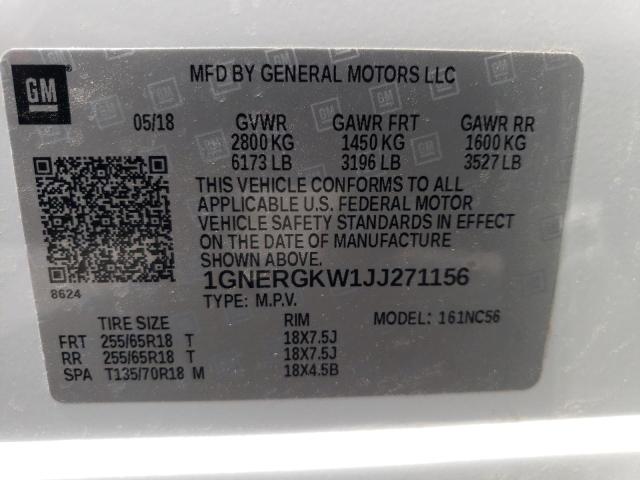 GM
MFD BY GENERAL MOTORS LLC
05/18 GVWR GAWR FRT GAWR RR
2800 KG 1450 KG 1600 KG
6173 LB 3196 LB 3527 LB
THIS VEHICLE CONFORMS TO ALL
APPLICABLE U.S. FEDERAL MOTOR
VEHICLE SAFETY STANDARDS IN EFFECT
ON THE DATE OF MANUFACTURE
SHOWN ABOVE.
8624
1GNERGKW1JJ271156
TYPE: M.P.V.
TIRE SIZE RIM MODEL: 161NC56
FRT 255/65R18 T 18X7.5J
RR 255/65R18 T 18X7.5J
SPA T135/70R18 M 18X4.5B